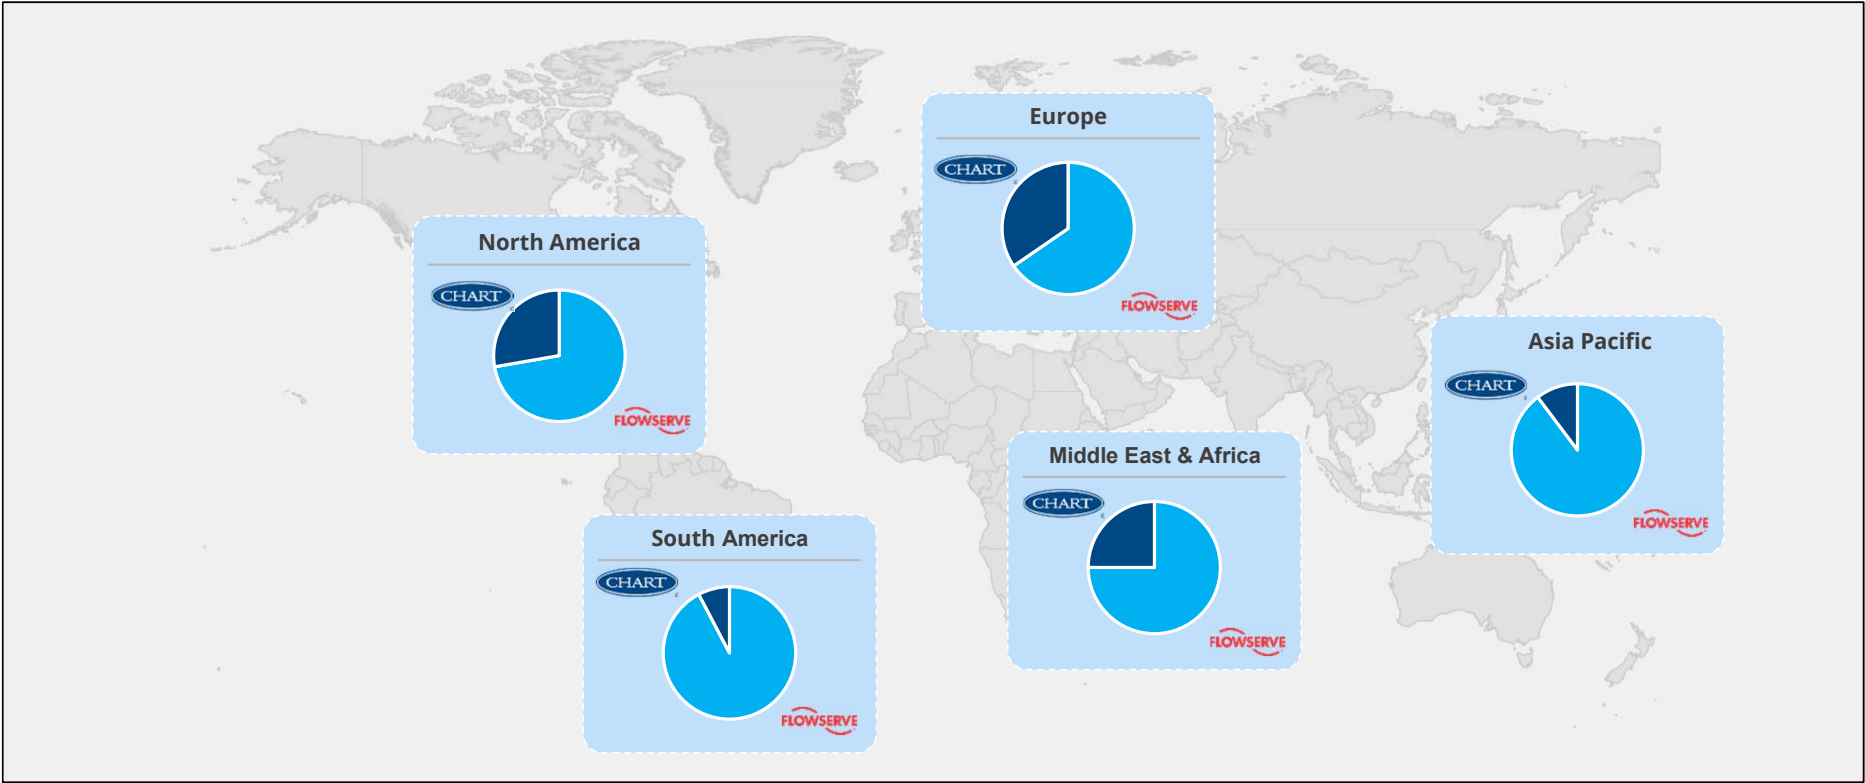 Europe
CHART
FLOWSERVE
North America
CHART
FLOWSERVE
Asia Pacific
CHART
FLOWSERVE
Middle East & Africa
CHART
FLOWSERVE
South America
CHART
FLOWSERVE